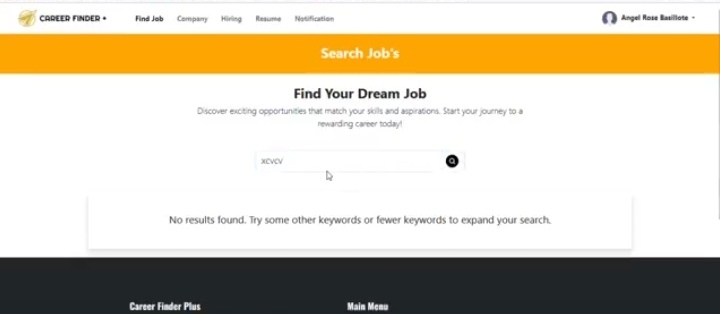 CAREER FINDER +
Find Job Company Hiring Resume Notification
Angel Rose Basillote
Search Job's
Find Your Dream Job
Discover exciting opportunities that match your skills and aspirations. Start your journey to a
rewarding career today!
xcvcv
No results found. Try some other keywords or fewer keywords to expand your search.
Career Finder Plus
Main Menu